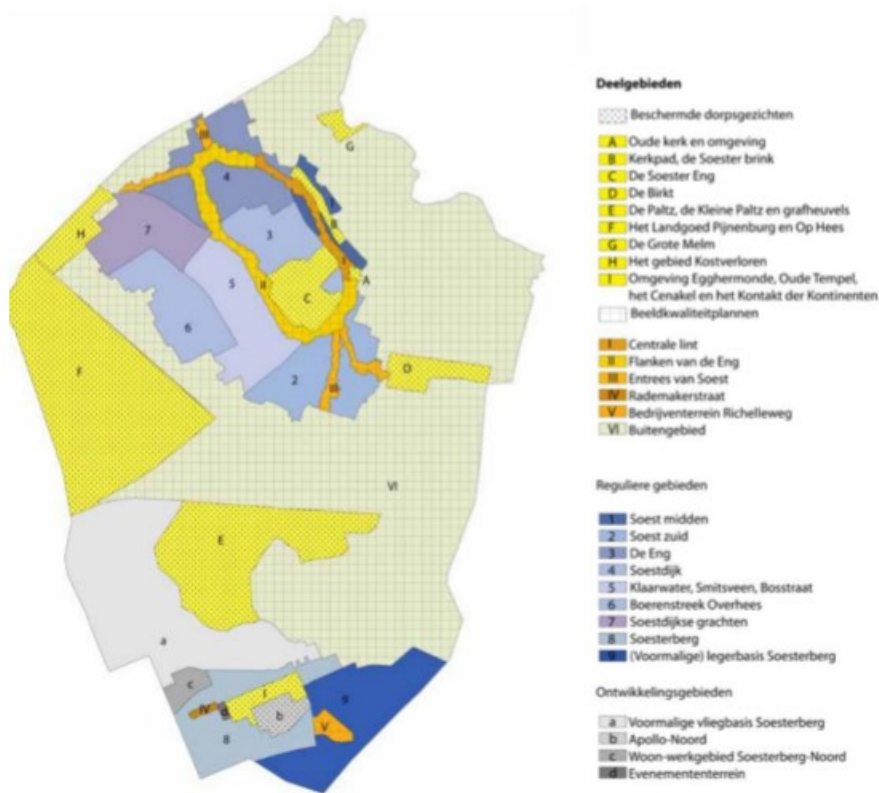 Deelgebieden
Beschermde dorpsgezichten
A Oude kerk en omgeving
B Kerkpad, de Soester brink
C De Soester Eng
D De Birkt
E De Paltz, de Kleine Paltz en grafheuvels
F Het Landgoed Pijnenburg en Op Hees
G De Grote Melm
H Het gebied Kostverloren
I Omgeving Egghermonde, Oude Tempel,
het Cenakel en het Kontakt der Kontinenten
Beeldkwaliteitplannen
I Centrale lint
II Flanken van de Eng
III Entrees van Soest
IV Rademakerstraat
V Bedrijventerrein Richelleweg
VI Buitengebied
Reguliere gebieden
1 Soest midden
2 Soest zuid
3 De Eng
4 Soestdijk
5 Klaarwater, Smitsveen, Bosstraat
6 Boerenstreek Overhees
7 Soestdijkse grachten
8 Soesterberg
9 (Voormalige) legerbasis Soesterberg
Ontwikkelingsgebieden
a Voormalige vliegbasis Soesterberg
b Apollo-Noord
c Woon-werkgebied Soesterberg-Noord
d Evenemententerrein
III
G
4
1
B
7
H
3
I
A
5
II
C
6
F
2
III
D
VI
E
a
c
I
9
IV
d
b
V
8